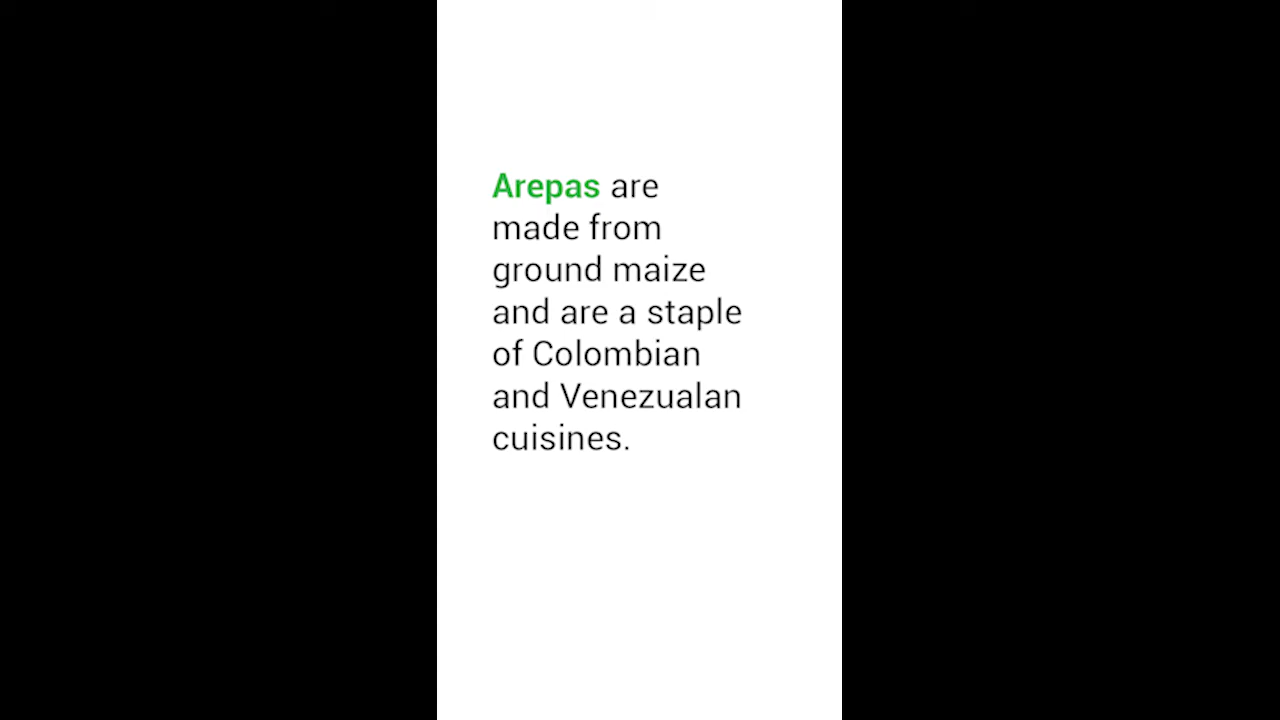 Arepas are
made from
ground maize
and are a staple
of Colombian
and Venezualan
cuisines.